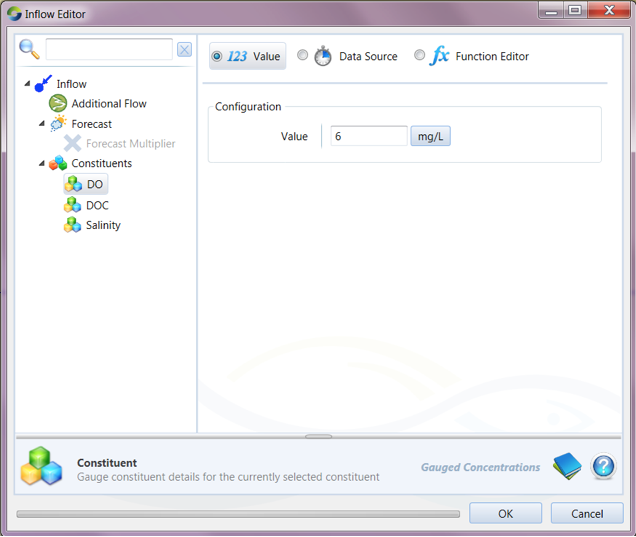 Inflow Editor
123 Value
Data Source
fx Function Editor
Inflow
Additional Flow
Forecast
Forecast Multiplier
Constituents
DO
DOC
Salinity
Configuration
Value 6 mg/L
Constituent
Gauge constituent details for the currently selected constituent
Gauged Concentrations
OK
Cancel